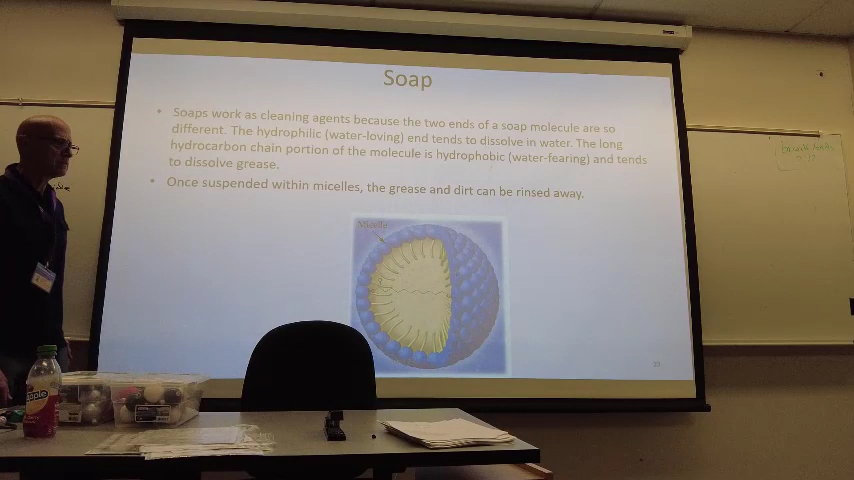 Soap
• Soaps work as cleaning agents because the two ends of a soap molecule are so
different. The hydrophilic (water-loving) end tends to dissolve in water. The long
hydrocarbon chain portion of the molecule is hydrophobic (water-fearing) and tends
to dissolve grease.
• Once suspended within micelles, the grease and dirt can be rinsed away.
Micelle